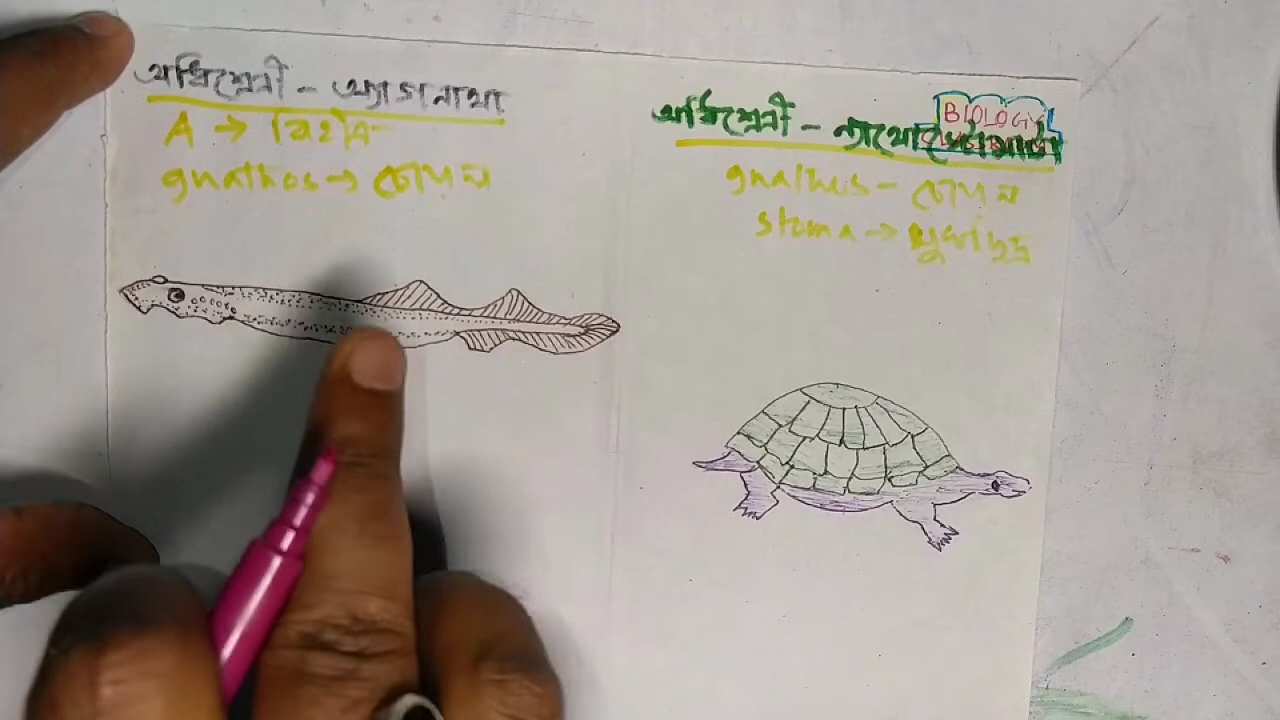 অধিশ্রেণী - অ্যাগনাথা
A → বিহীন
gnathos → চোয়াল
অধিশ্রেণী - ন্যাথোস্টোমাটা
BIOLOGY
gnathos - চোয়াল
stoma → মুখছিদ্র